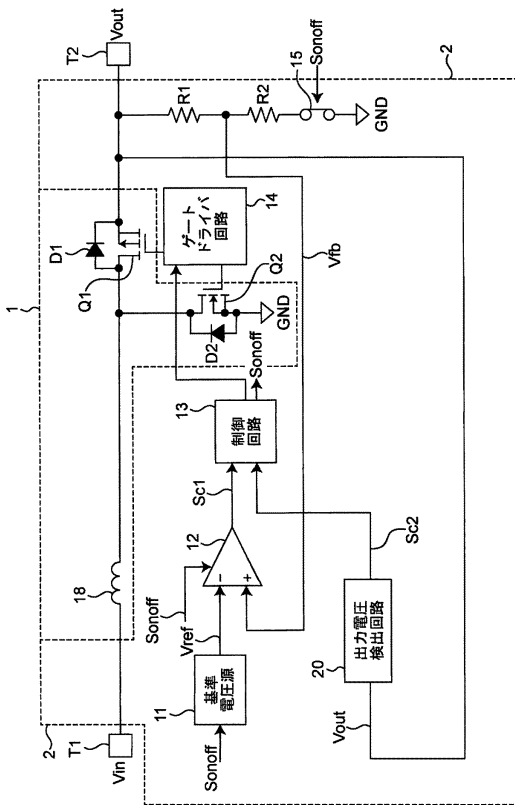 1
2
T1
Vin
18
Q1
D1
T2
Vout
R1
R2
15
Sonoff
GND
2
14
ゲート
ドライバ
回路
Q2
D2
GND
Vfb
13
制御
回路
Sonoff
Sc1
12
-
+
Sonoff
Vref
11
基準
電圧源
Sonoff
Sc2
20
出力電圧
検出回路
Vout